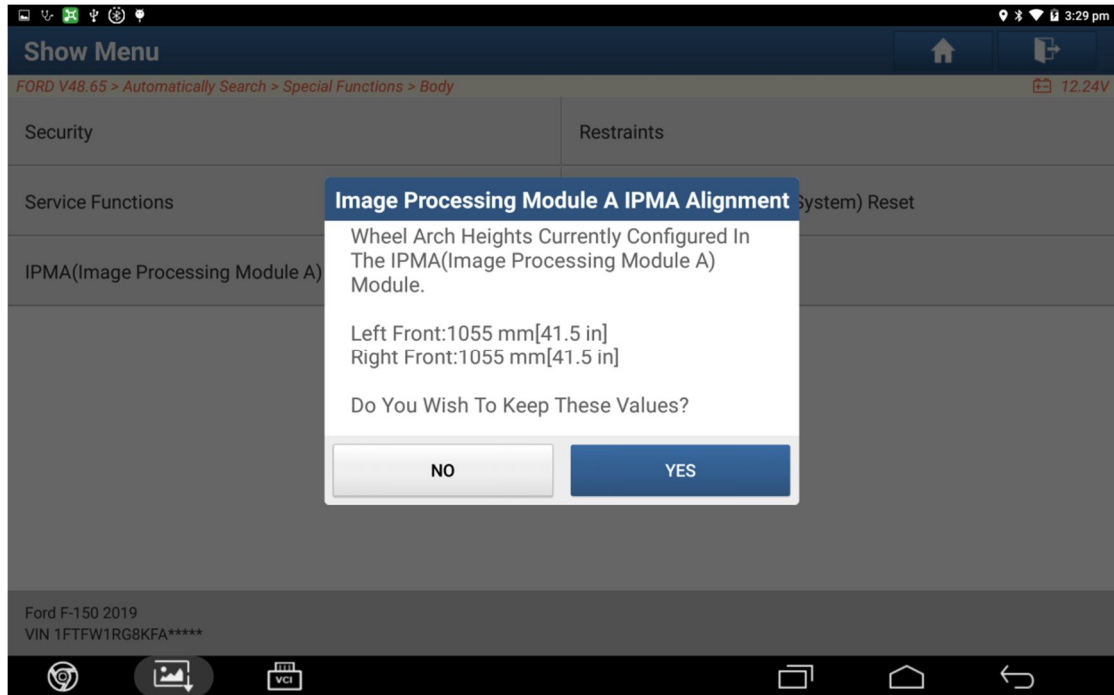 3:29 pm
Show Menu
FORD V48.65 > Automatically Search > Special Functions > Body
12.24V
Security
Restraints
Service Functions
System) Reset
IPMA(Image Processing Module A)
Image Processing Module A IPMA Alignment
Wheel Arch Heights Currently Configured In
The IPMA(Image Processing Module A)
Module.
Left Front:1055 mm[41.5 in]
Right Front:1055 mm[41.5 in]
Do You Wish To Keep These Values?
NO
YES
Ford F-150 2019
VIN 1FTFW1RG8KFA*****
VCI